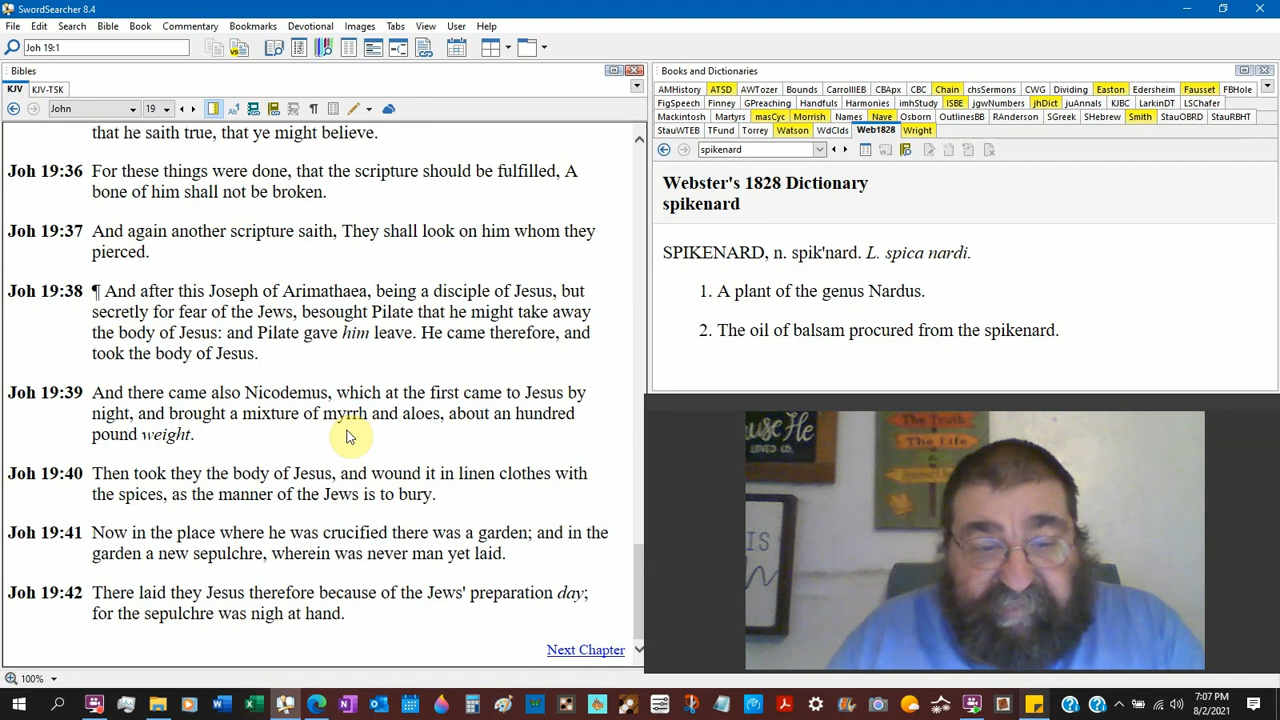 SwordSearcher 8.4
File Edit Search Bible Book Commentary Bookmarks Devotional Images Tabs View User Help
Joh 19:1
Bibles
KJV KJV-TSK
John 19
that he saith true, that ye might believe.
Joh 19:36 For these things were done, that the scripture should be fulfilled, A
bone of him shall not be broken.
Joh 19:37 And again another scripture saith, They shall look on him whom they
pierced.
Joh 19:38 ¶ And after this Joseph of Arimathaea, being a disciple of Jesus, but
secretly for fear of the Jews, besought Pilate that he might take away
the body of Jesus: and Pilate gave him leave. He came therefore, and
took the body of Jesus.
Joh 19:39 And there came also Nicodemus, which at the first came to Jesus by
night, and brought a mixture of myrrh and aloes, about an hundred
pound weight.
Joh 19:40 Then took they the body of Jesus, and wound it in linen clothes with
the spices, as the manner of the Jews is to bury.
Joh 19:41 Now in the place where he was crucified there was a garden; and in the
garden a new sepulchre, wherein was never man yet laid.
Joh 19:42 There laid they Jesus therefore because of the Jews' preparation day;
for the sepulchre was nigh at hand.
Next Chapter
100%
Books and Dictionaries
AMHistory ATSD AWTozer Bounds CarrollEB CBApx CBC Chain chsSermons CWG Dividing Easton Edersheim Fausset FBHole
FigSpeech Finney GPreaching Handfuls Harmonies imhStudy ISBE jgwNumbers jhDict juAnnals KJBC LarkinDT LSChafer
Mackintosh Martyrs masCyc Morrish Names Nave Osborn OutlinesBB RAnderson SGreek SHebrew Smith StauOBRD StauRBHT
StauWTEB TFund Torrey Watson WdClds Web1828 Wright
spikenard
Webster's 1828 Dictionary
spikenard
SPIKENARD, n. spik'nard. L. spica nardi.
1. A plant of the genus Nardus.
2. The oil of balsam procured from the spikenard.
cause He
LOVED US.
The Truth
The Life
IS
7:07 PM
8/2/2021